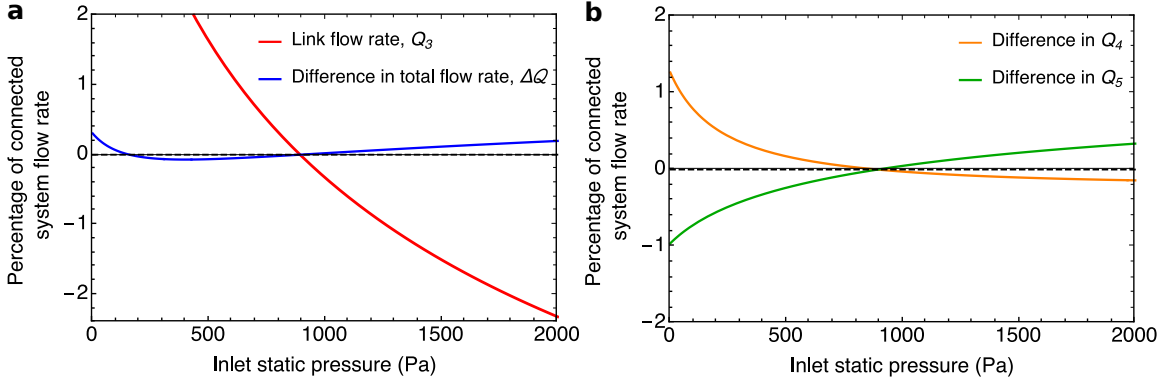 a
Percentage of connected
system flow rate
2
1
0
−1
−2
Link flow rate, Q3
Difference in total flow rate, ΔQ
0
500
1000
1500
2000
Inlet static pressure (Pa)
b
Percentage of connected
system flow rate
2
1
0
−1
−2
Difference in Q4
Difference in Q5
0
500
1000
1500
2000
Inlet static pressure (Pa)